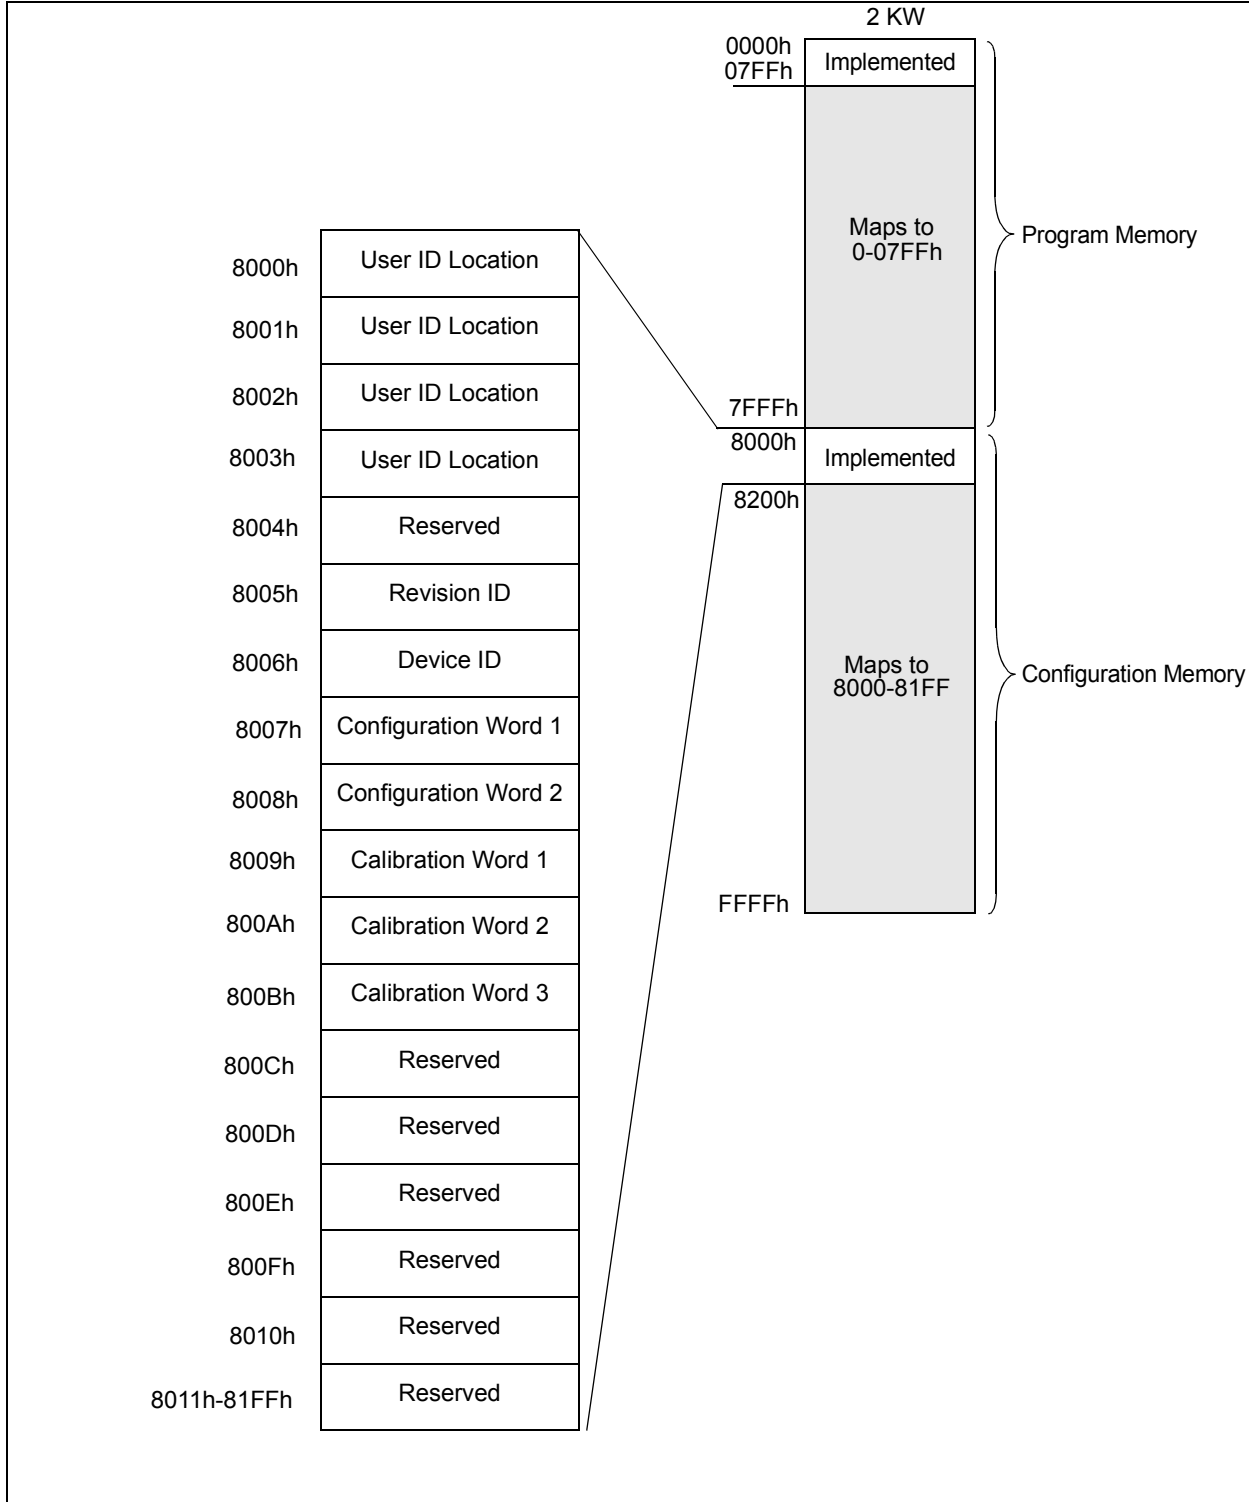 2 KW
0000h
07FFh
Implemented
Maps to
0-07FFh
Program Memory
7FFFh
8000h
Implemented
8200h
Maps to
8000-81FF
Configuration Memory
FFFFh
8000h User ID Location
8001h User ID Location
8002h User ID Location
8003h User ID Location
8004h Reserved
8005h Revision ID
8006h Device ID
8007h Configuration Word 1
8008h Configuration Word 2
8009h Calibration Word 1
800Ah Calibration Word 2
800Bh Calibration Word 3
800Ch Reserved
800Dh Reserved
800Eh Reserved
800Fh Reserved
8010h Reserved
8011h-81FFh Reserved